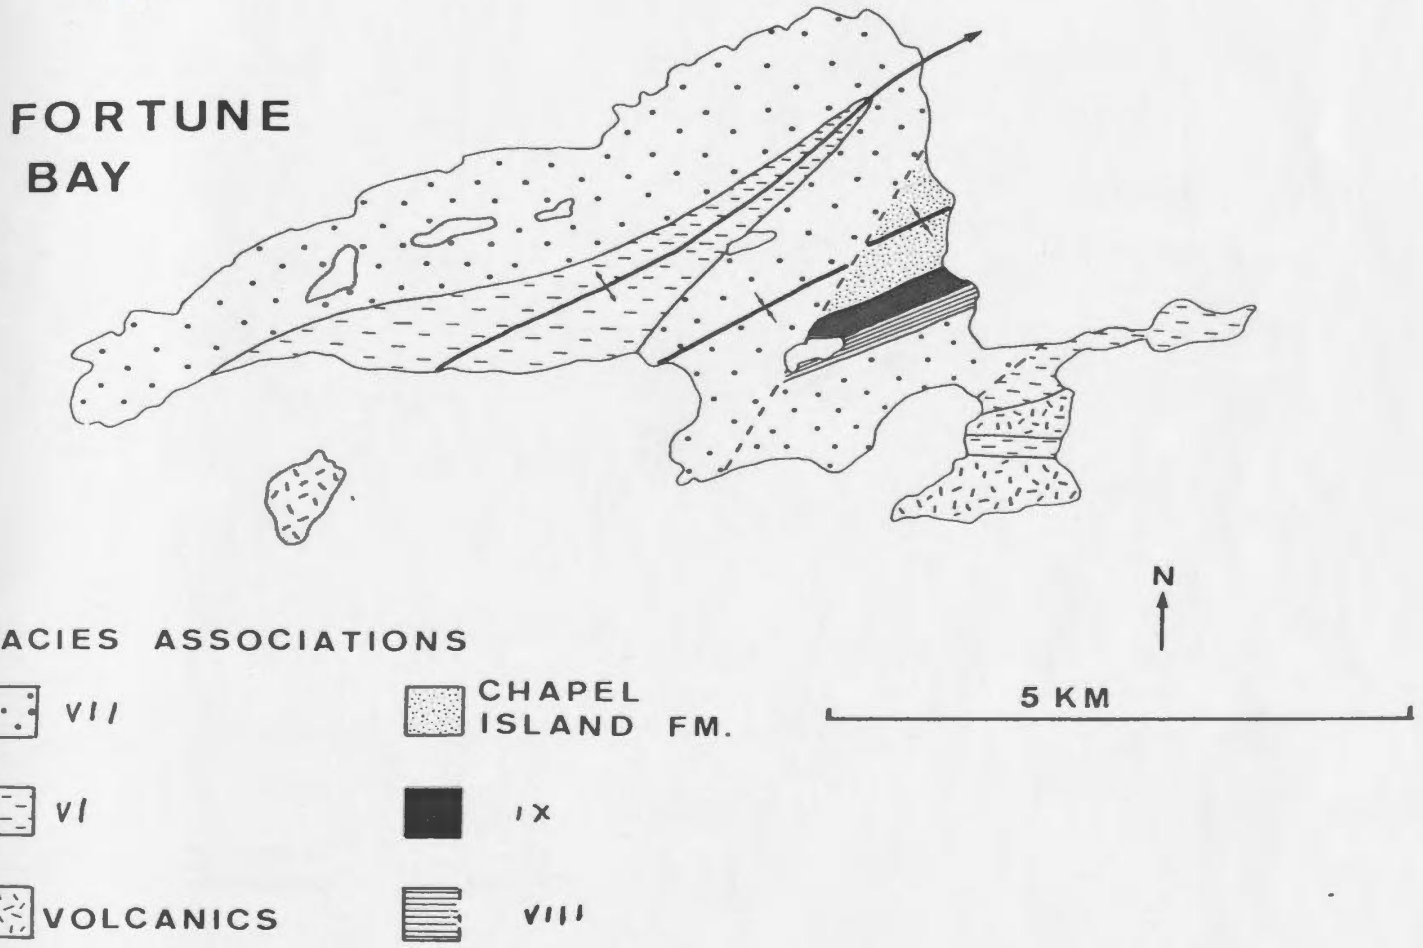 FORTUNE
BAY
N
5 KM
ACIES ASSOCIATIONS
VII
CHAPEL
ISLAND FM.
VI
IX
VOLCANICS
VIII